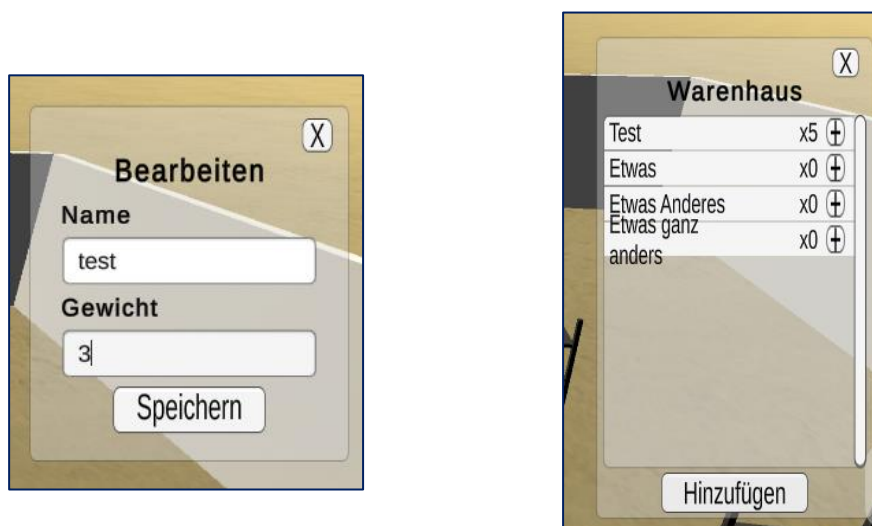 X
Bearbeiten
Name
test
Gewicht
3
Speichern
X
Warenhaus
Test x5 +
Etwas x0 +
Etwas Anderes x0 +
Etwas ganz
anders x0 +
Hinzufügen